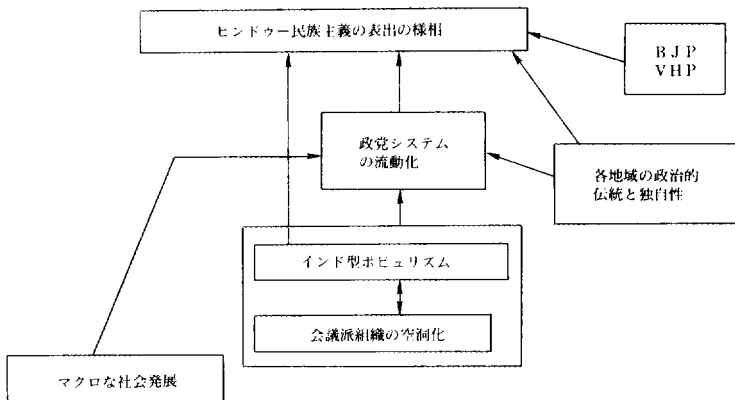 ヒンドゥー民族主義の表出の様相
BJP
VHP
政党システム
の流動化
各地域の政治的
伝統と独自性
インド型ポピュリズム
会議派組織の空洞化
マクロな社会発展